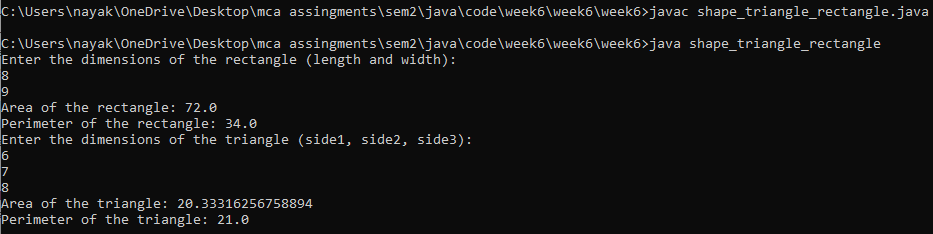 C:\Users\nayak\OneDrive\Desktop\mca assingments\sem2\java\code\week6\week6\week6>javac shape_triangle_rectangle.java
C:\Users\nayak\OneDrive\Desktop\mca assingments\sem2\java\code\week6\week6\week6>java shape_triangle_rectangle
Enter the dimensions of the rectangle (length and width):
8
9
Area of the rectangle: 72.0
Perimeter of the rectangle: 34.0
Enter the dimensions of the triangle (side1, side2, side3):
6
7
8
Area of the triangle: 20.33316256758894
Perimeter of the triangle: 21.0